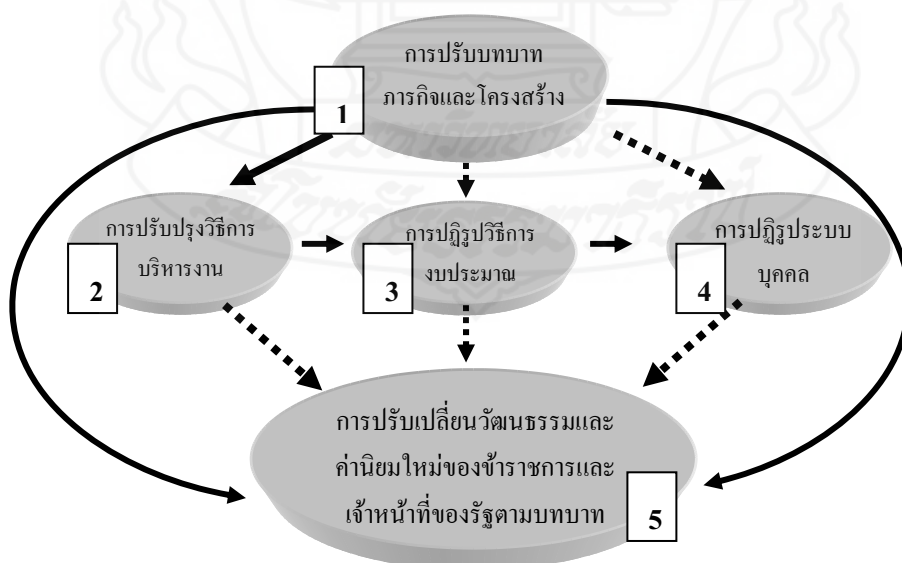 การปรับบทบาท
ภารกิจและโครงสร้าง
1
การปรับปรุงวิธีการ
บริหารงาน
2
การปฏิรูปวิธีการ
งบประมาณ
3
การปฏิรูประบบ
บุคคล
4
การปรับเปลี่ยนวัฒนธรรมและ
ค่านิยมใหม่ของข้าราชการและ
เจ้าหน้าที่ของรัฐตามบทบาท
5